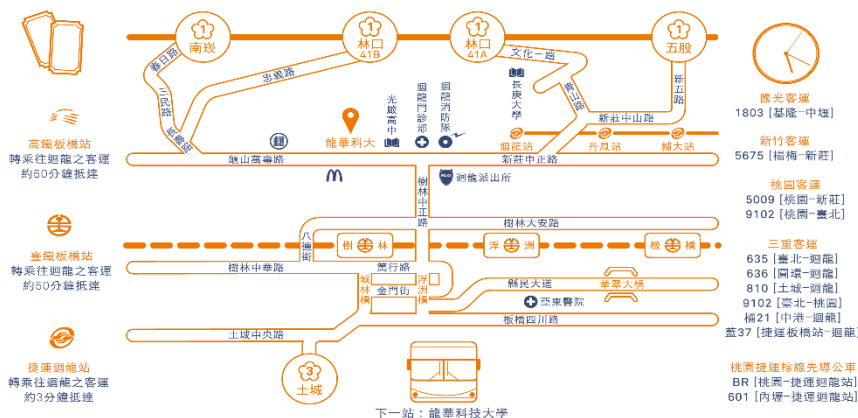 1
南崁
1
林口
41B
1
林口
41A
1
五股
春日路
三民路
忠義路
文化一路
青山路
新五路
新莊中山路
光啟高中
迴龍門診部
迴龍消防隊
長庚大學
龍華科大
迴龍站
丹鳳站
輔大站
龜山萬壽路
新莊中正路
迴龍派出所
樹林中正路
樹林大安路
八德街
樹 林
浮 洲
板 橋
樹林中華路
篤行路
城林橋
金門街
浮洲橋
縣民大道
華翠大橋
亞東醫院
板橋四川路
土城中央路
3
土城
下一站：龍華科技大學
高鐵板橋站
轉乘往迴龍之客運
約50分鐘抵達
臺鐵板橋站
轉乘往迴龍之客運
約50分鐘抵達
捷運迴龍站
轉乘往迴龍之客運
約3分鐘抵達
國光客運
1803 [基隆-中壢]
新竹客運
5675 [楊梅-新莊]
桃園客運
5009 [桃園-新莊]
9102 [桃園-臺北]
三重客運
635 [臺北-迴龍]
636 [圓環-迴龍]
810 [土城-迴龍]
9102 [臺北-桃園]
橘21 [中港-迴龍]
藍37 [捷運板橋站-迴龍]
桃園捷運棕線先導公車
BR [桃園-捷運迴龍站]
601 [內壢-捷運迴龍站]